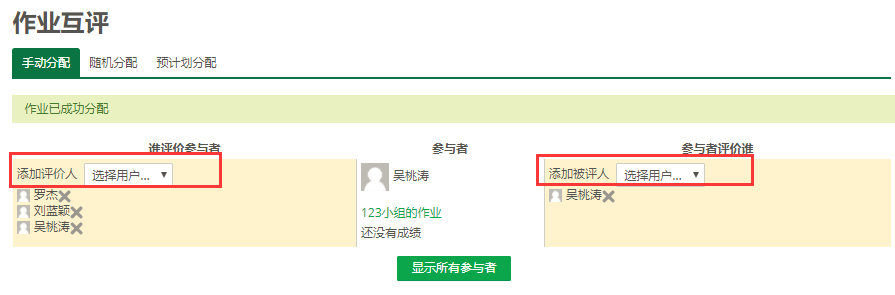 作业互评
手动分配 随机分配 预计划分配
作业已成功分配
谁评价参与者 参与者 参与者评价谁
添加评价人 选择用户... 吴桃涛 添加被评人 选择用户...
罗杰 吴桃涛
刘蓝颖 123小组的作业
吴桃涛 还没有成绩
显示所有参与者